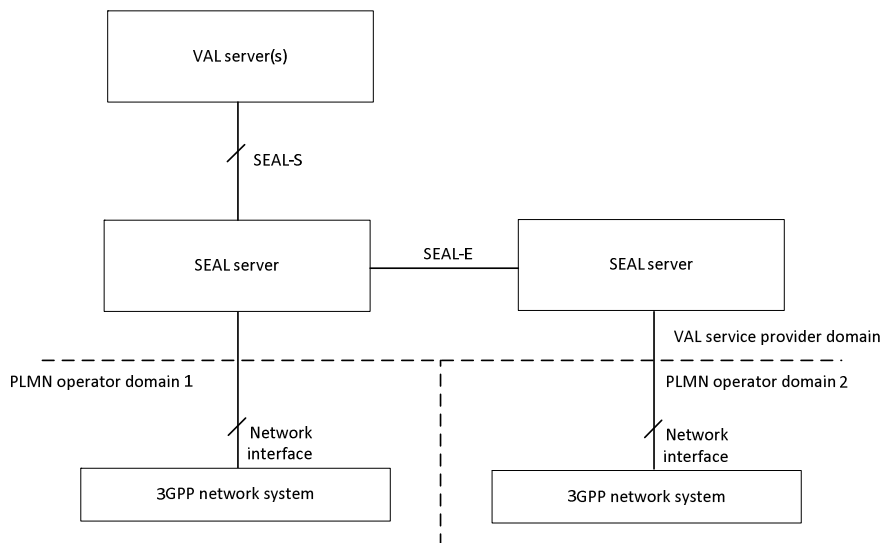 VAL server(s)
SEAL-S
SEAL server
SEAL-E
SEAL server
VAL service provider domain
PLMN operator domain 1
PLMN operator domain 2
Network
interface
Network
interface
3GPP network system
3GPP network system